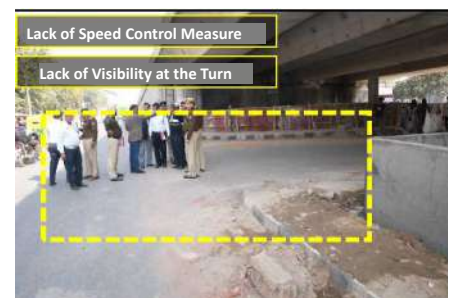 Lack of Speed Control Measure
Lack of Visibility at the Turn